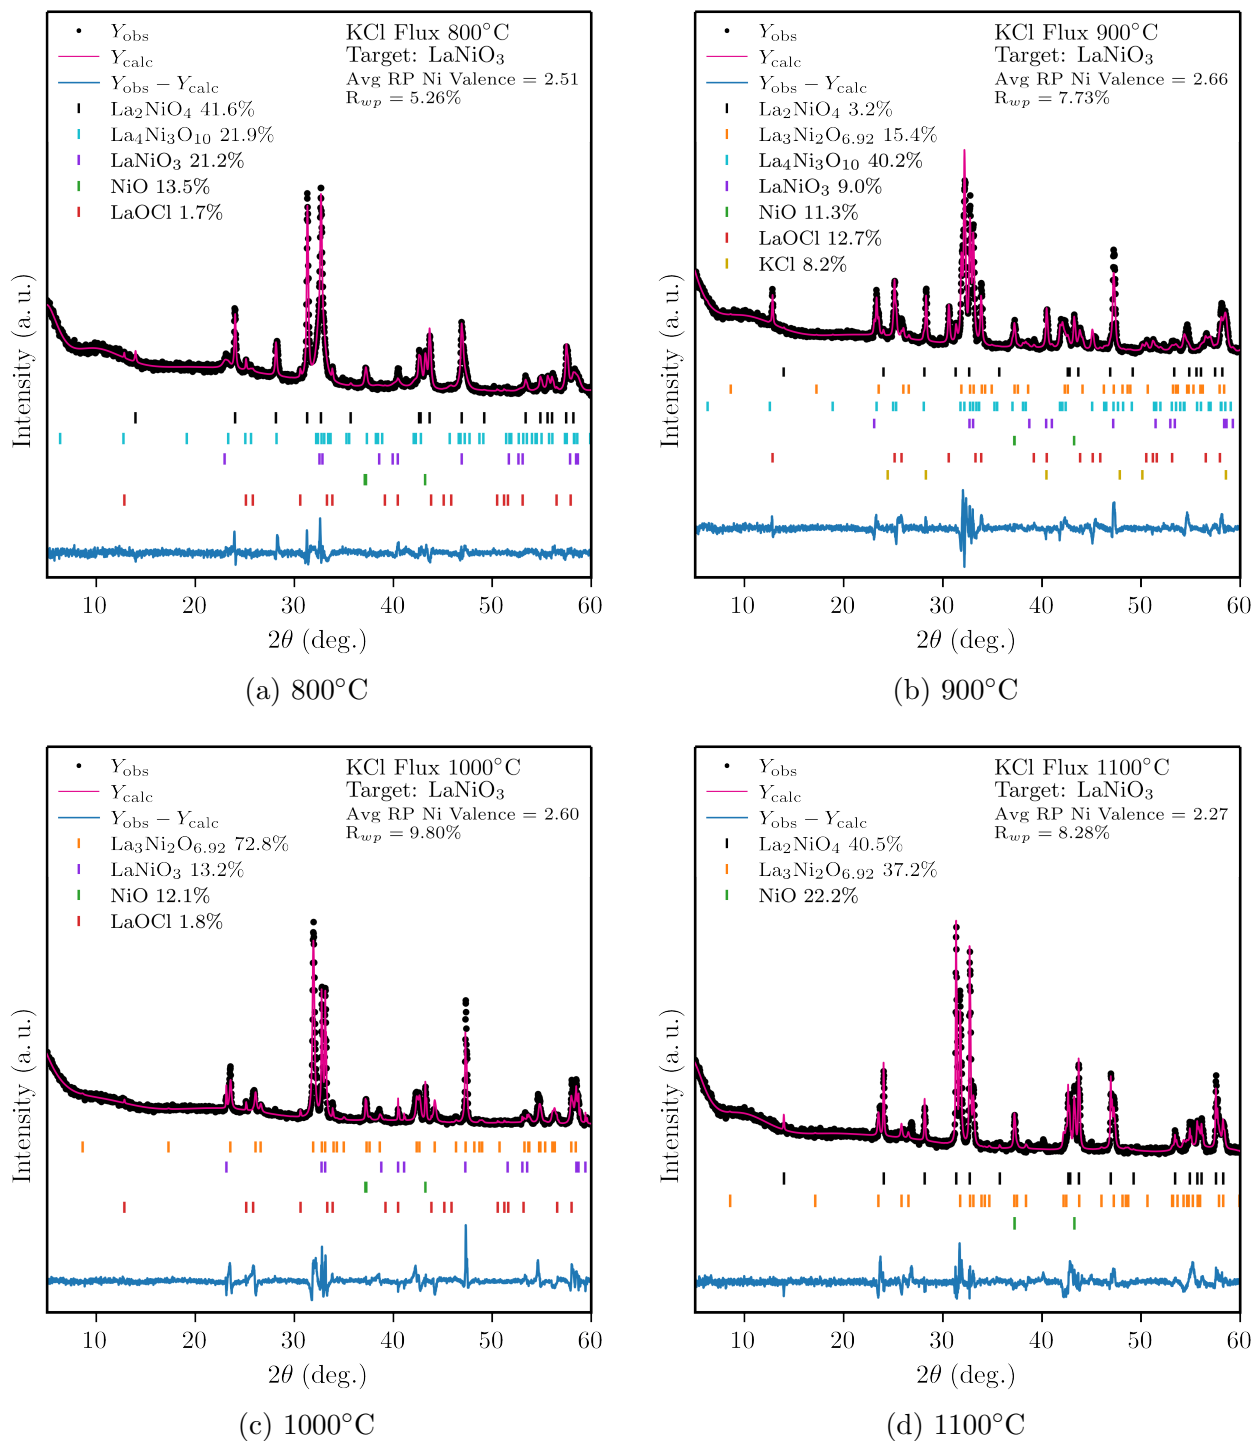 Y_obs
Y_calc
Y_obs − Y_calc
La₂NiO₄ 41.6%
La₄Ni₃O₁₀ 21.9%
LaNiO₃ 21.2%
NiO 13.5%
LaOCl 1.7%
KCl Flux 800°C
Target: LaNiO₃
Avg RP Ni Valence = 2.51
R_wp = 5.26%
Intensity (a. u.)
10 20 30 40 50 60
2θ (deg.)
(a) 800°C
Y_obs
Y_calc
Y_obs − Y_calc
La₂NiO₄ 3.2%
La₃Ni₂O₆.₉₂ 15.4%
La₄Ni₃O₁₀ 40.2%
LaNiO₃ 9.0%
NiO 11.3%
LaOCl 12.7%
KCl 8.2%
KCl Flux 900°C
Target: LaNiO₃
Avg RP Ni Valence = 2.66
R_wp = 7.73%
Intensity (a. u.)
10 20 30 40 50 60
2θ (deg.)
(b) 900°C
Y_obs
Y_calc
Y_obs − Y_calc
La₃Ni₂O₆.₉₂ 72.8%
LaNiO₃ 13.2%
NiO 12.1%
LaOCl 1.8%
KCl Flux 1000°C
Target: LaNiO₃
Avg RP Ni Valence = 2.60
R_wp = 9.80%
Intensity (a. u.)
10 20 30 40 50 60
2θ (deg.)
(c) 1000°C
Y_obs
Y_calc
Y_obs − Y_calc
La₂NiO₄ 40.5%
La₃Ni₂O₆.₉₂ 37.2%
NiO 22.2%
KCl Flux 1100°C
Target: LaNiO₃
Avg RP Ni Valence = 2.27
R_wp = 8.28%
Intensity (a. u.)
10 20 30 40 50 60
2θ (deg.)
(d) 1100°C